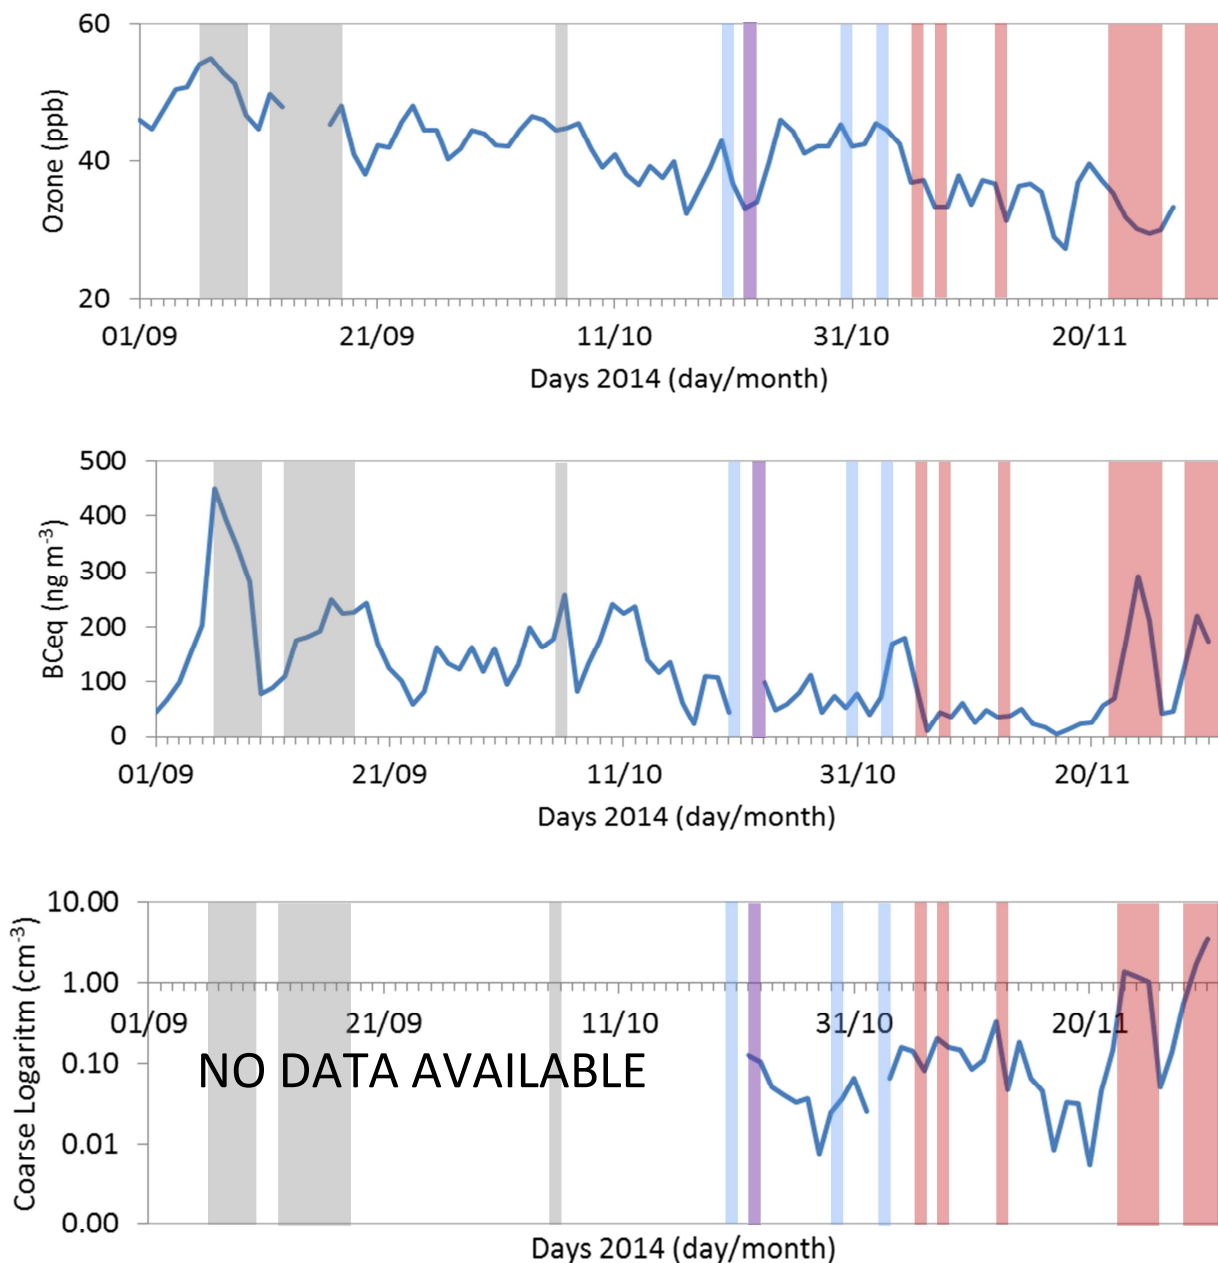 60
40
20
Ozone (ppb)
01/09 21/09 11/10 31/10 20/11
Days 2014 (day/month)
500
400
300
200
100
0
BCeq (ng m-3)
01/09 21/09 11/10 31/10 20/11
Days 2014 (day/month)
10.00
1.00
0.10
0.01
0.00
Coarse Logaritm (cm-3)
01/09 21/09 11/10 31/10 20/11
NO DATA AVAILABLE
Days 2014 (day/month)